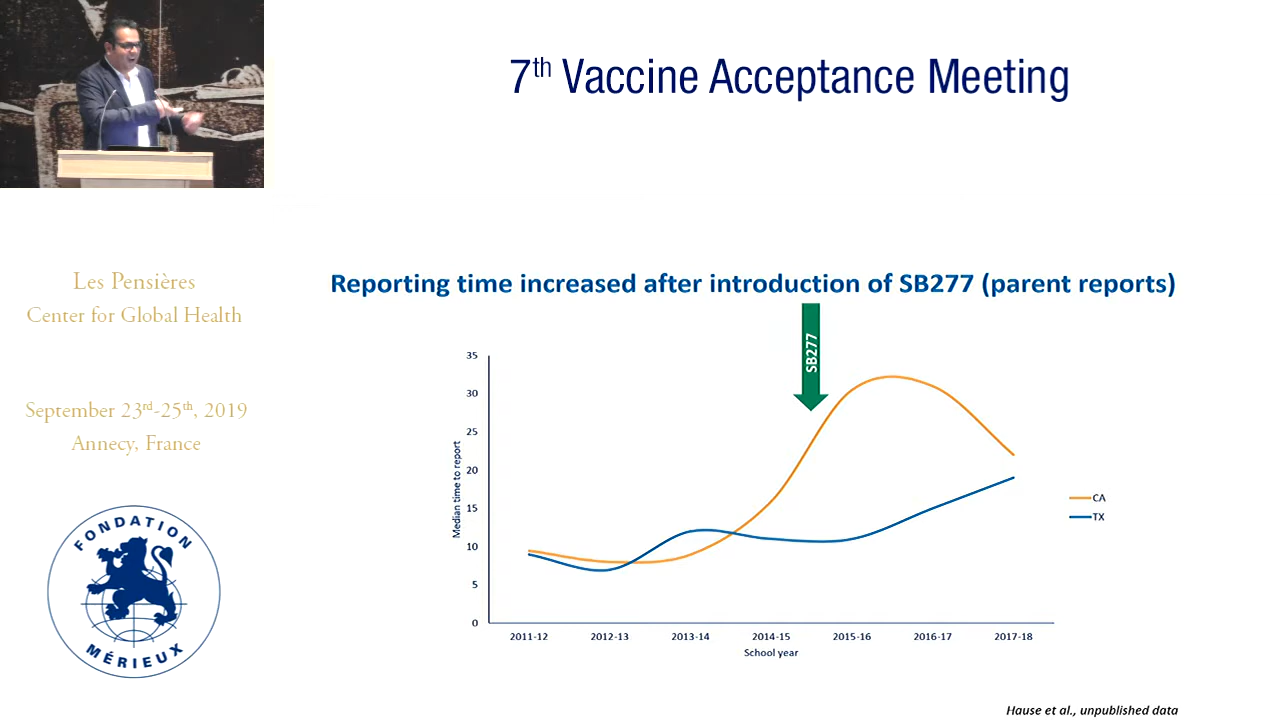 7th Vaccine Acceptance Meeting
Les Pensières
Center for Global Health
September 23rd-25th, 2019
Annecy, France
FONDATION
MÉRIEUX
Reporting time increased after introduction of SB277 (parent reports)
SB277
35
30
25
20
15
10
5
0
Median time to report
2011-12 2012-13 2013-14 2014-15 2015-16 2016-17 2017-18
School year
CA
TX
Hause et al., unpublished data